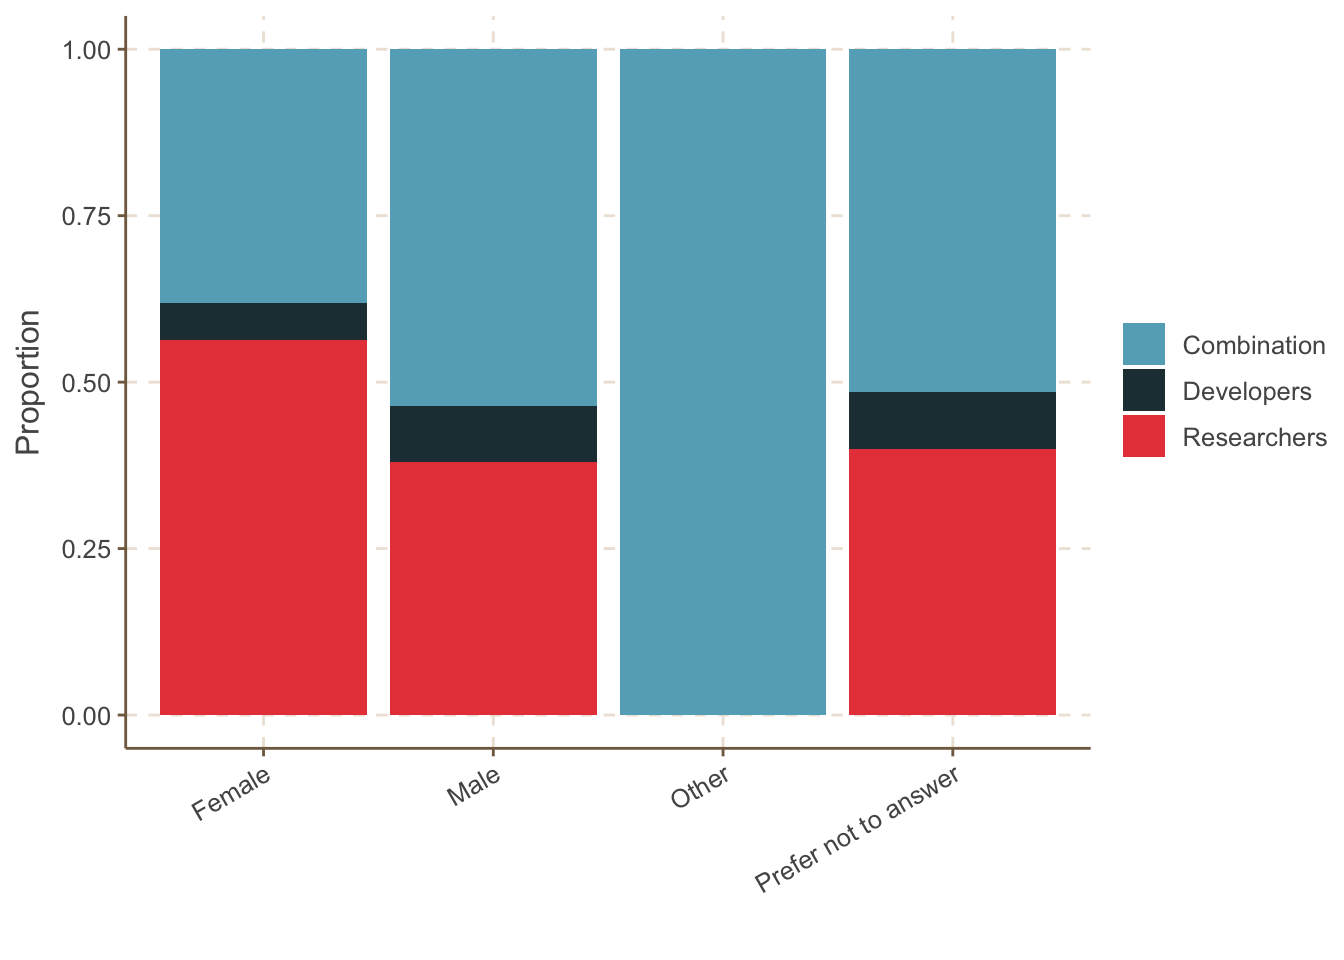 1.00
0.75
0.50
0.25
0.00
Proportion
Female
Male
Other
Prefer not to answer
Combination
Developers
Researchers